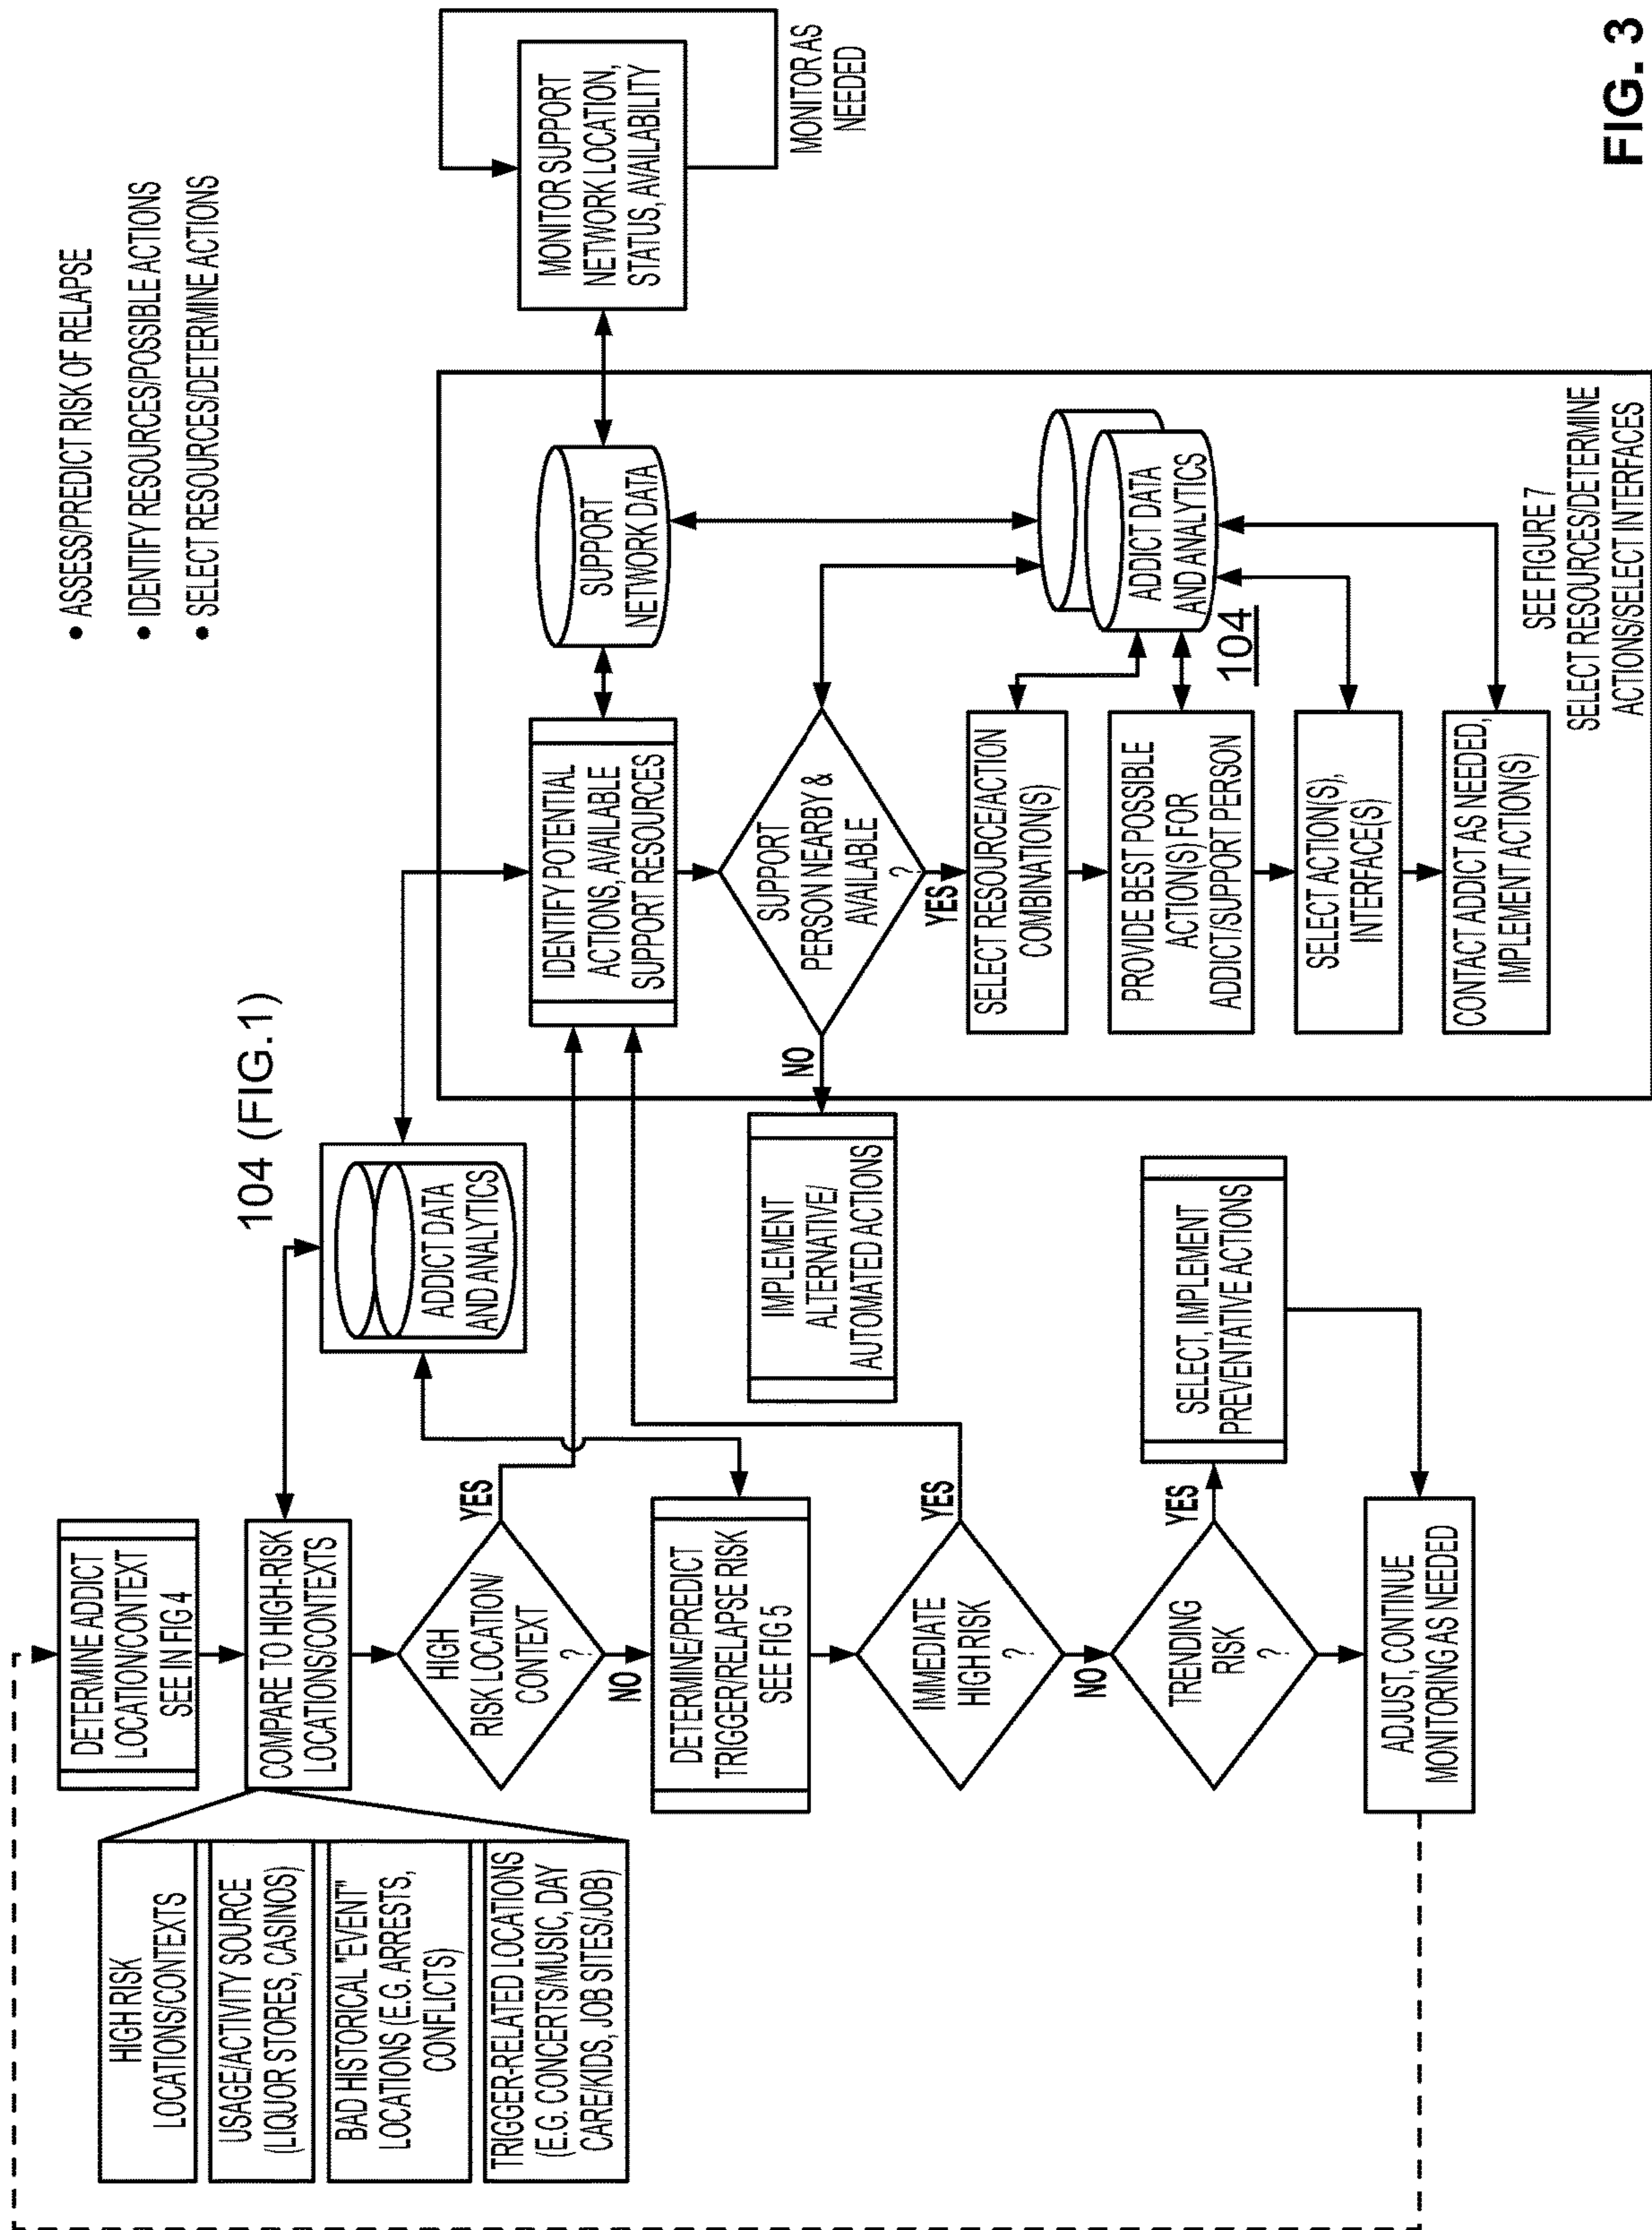 • ASSESS/PREDICT RISK OF RELAPSE
• IDENTIFY RESOURCES/POSSIBLE ACTIONS
• SELECT RESOURCES/DETERMINE ACTIONS
DETERMINE ADDICT
LOCATION/CONTEXT
SEE IN FIG 4
COMPARE TO HIGH-RISK
LOCATIONS/CONTEXTS
HIGH RISK
LOCATIONS/CONTEXTS
USAGE/ACTIVITY SOURCE
(LIQUOR STORES, CASINOS)
BAD HISTORICAL "EVENT"
LOCATIONS (E.G. ARRESTS,
CONFLICTS)
TRIGGER-RELATED LOCATIONS
(E.G. CONCERTS/MUSIC, DAY
CARE/KIDS, JOB SITES/JOB)
HIGH
RISK LOCATION/
CONTEXT
?
YES
NO
DETERMINE/PREDICT
TRIGGER/RELAPSE RISK
SEE FIG 5
IMMEDIATE
HIGH RISK
?
YES
NO
TRENDING
RISK
?
YES
SELECT, IMPLEMENT
PREVENTATIVE ACTIONS
ADJUST, CONTINUE
MONITORING AS NEEDED
104 (FIG.1)
ADDICT DATA
AND ANALYTICS
IMPLEMENT
ALTERNATIVE/
AUTOMATED ACTIONS
IDENTIFY POTENTIAL
ACTIONS, AVAILABLE
SUPPORT RESOURCES
SUPPORT
PERSON NEARBY &
AVAILABLE
?
NO
YES
SELECT RESOURCE/ACTION
COMBINATION(S)
PROVIDE BEST POSSIBLE
ACTION(S) FOR
ADDICT/SUPPORT PERSON
SELECT ACTION(S),
INTERFACE(S)
CONTACT ADDICT AS NEEDED,
IMPLEMENT ACTION(S)
SUPPORT
NETWORK DATA
ADDICT DATA
AND ANALYTICS
104
SEE FIGURE 7
SELECT RESOURCES/DETERMINE
ACTIONS/SELECT INTERFACES
MONITOR SUPPORT
NETWORK LOCATION,
STATUS, AVAILABILITY
MONITOR AS
NEEDED
FIG. 3